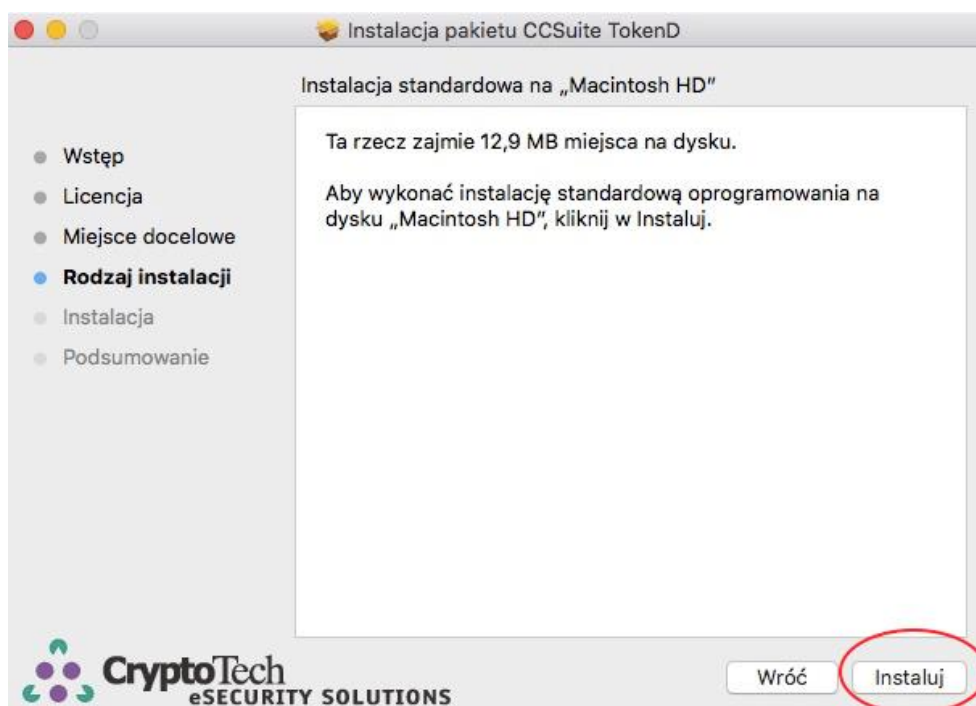 Instalacja pakietu CCSuite TokenD
Instalacja standardowa na „Macintosh HD”
Wstęp
Licencja
Miejsce docelowe
Rodzaj instalacji
Instalacja
Podsumowanie
Ta rzecz zajmie 12,9 MB miejsca na dysku.
Aby wykonać instalację standardową oprogramowania na
dysku „Macintosh HD”, kliknij w Instaluj.
CryptoTech
eSECURITY SOLUTIONS
Wróć
Instaluj